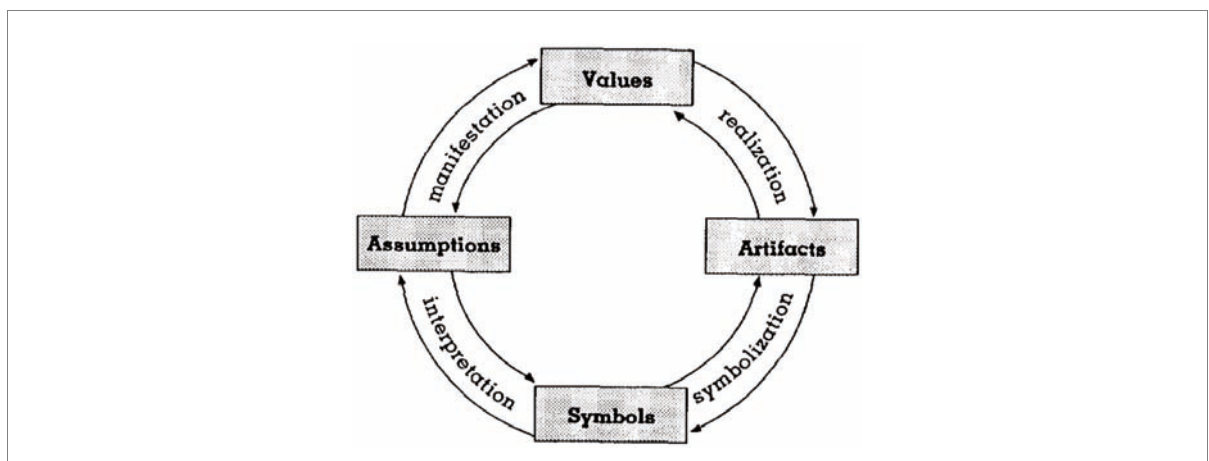 Values
manifestation
realization
Assumptions
Artifacts
interpretation
symbolization
Symbols